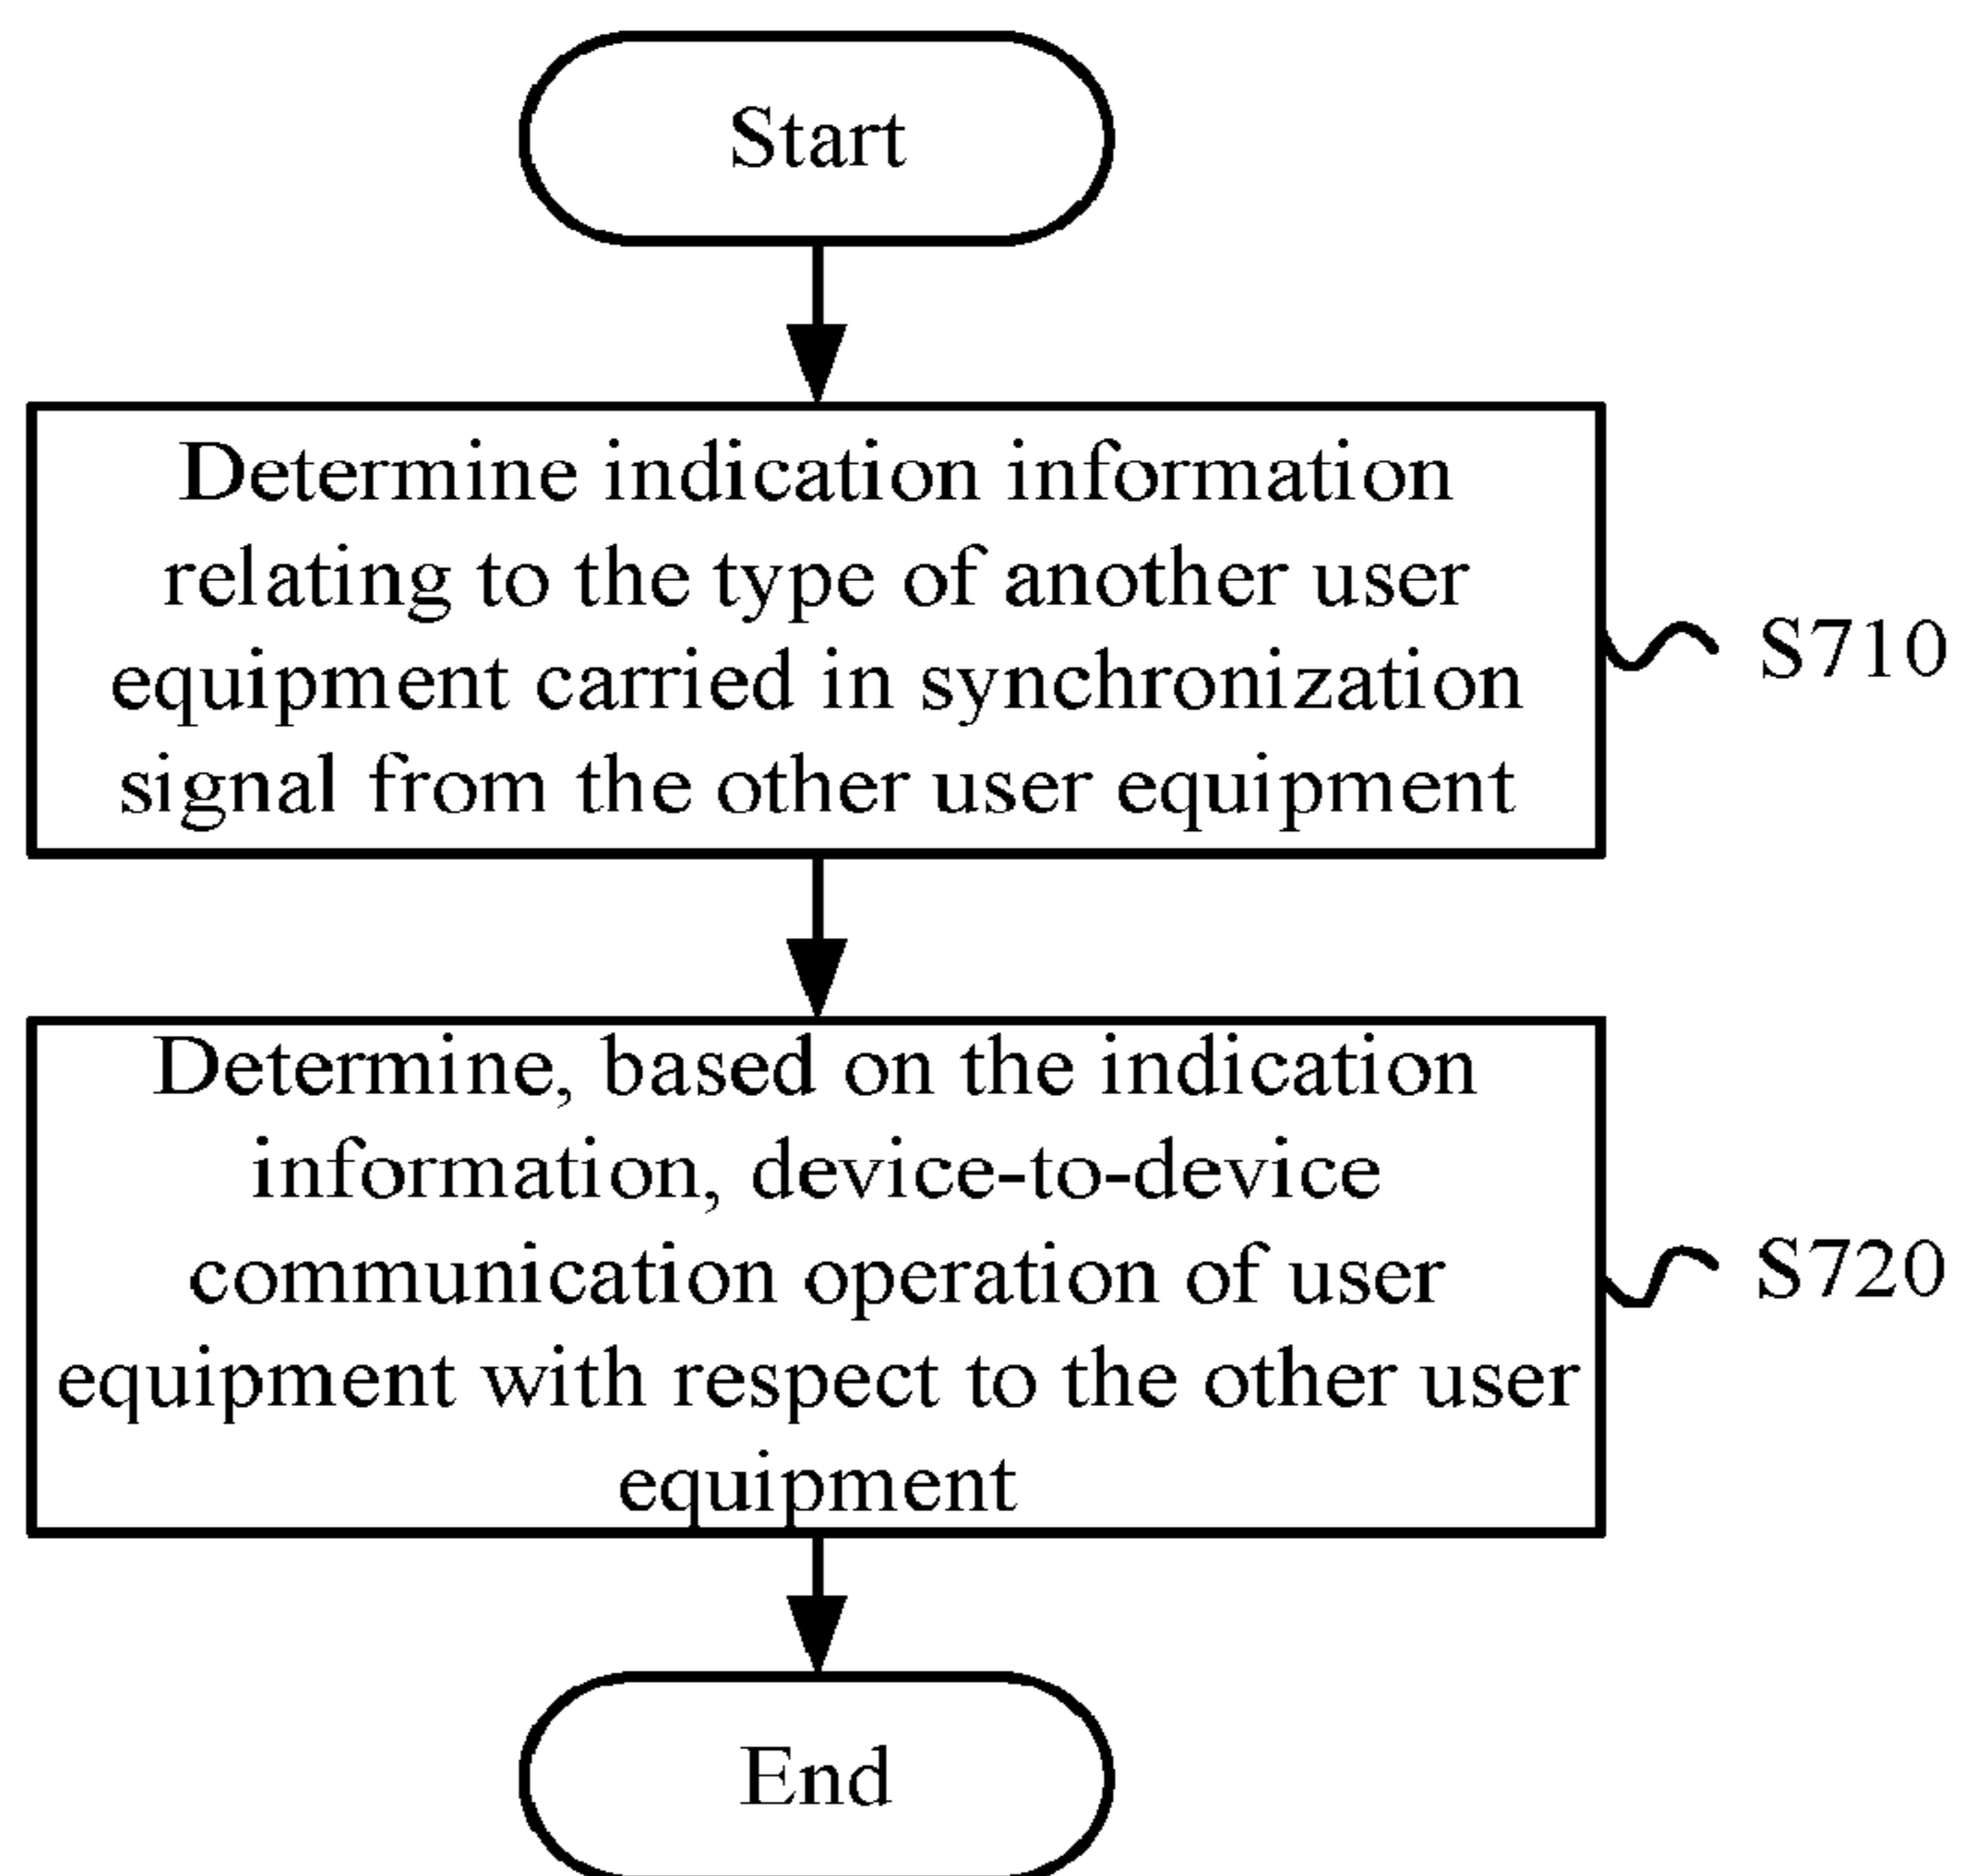 Start
Determine indication information
relating to the type of another user
equipment carried in synchronization
signal from the other user equipment
S710
Determine, based on the indication
information, device-to-device
communication operation of user
equipment with respect to the other user
equipment
S720
End